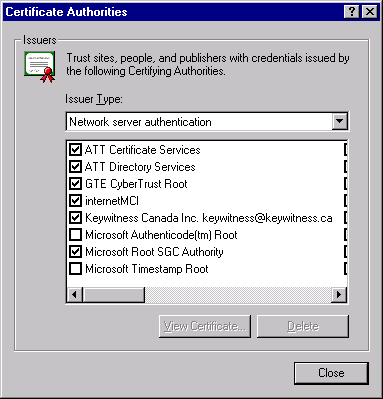 Certificate Authorities
Issuers
Trust sites, people, and publishers with credentials issued by
the following Certifying Authorities.
Issuer Type:
Network server authentication
ATT Certificate Services
ATT Directory Services
GTE CyberTrust Root
internetMCI
Keywitness Canada Inc. keywitness@keywitness.ca
Microsoft Authenticode(tm) Root
Microsoft Root SGC Authority
Microsoft Timestamp Root
View Certificate... Delete
Close